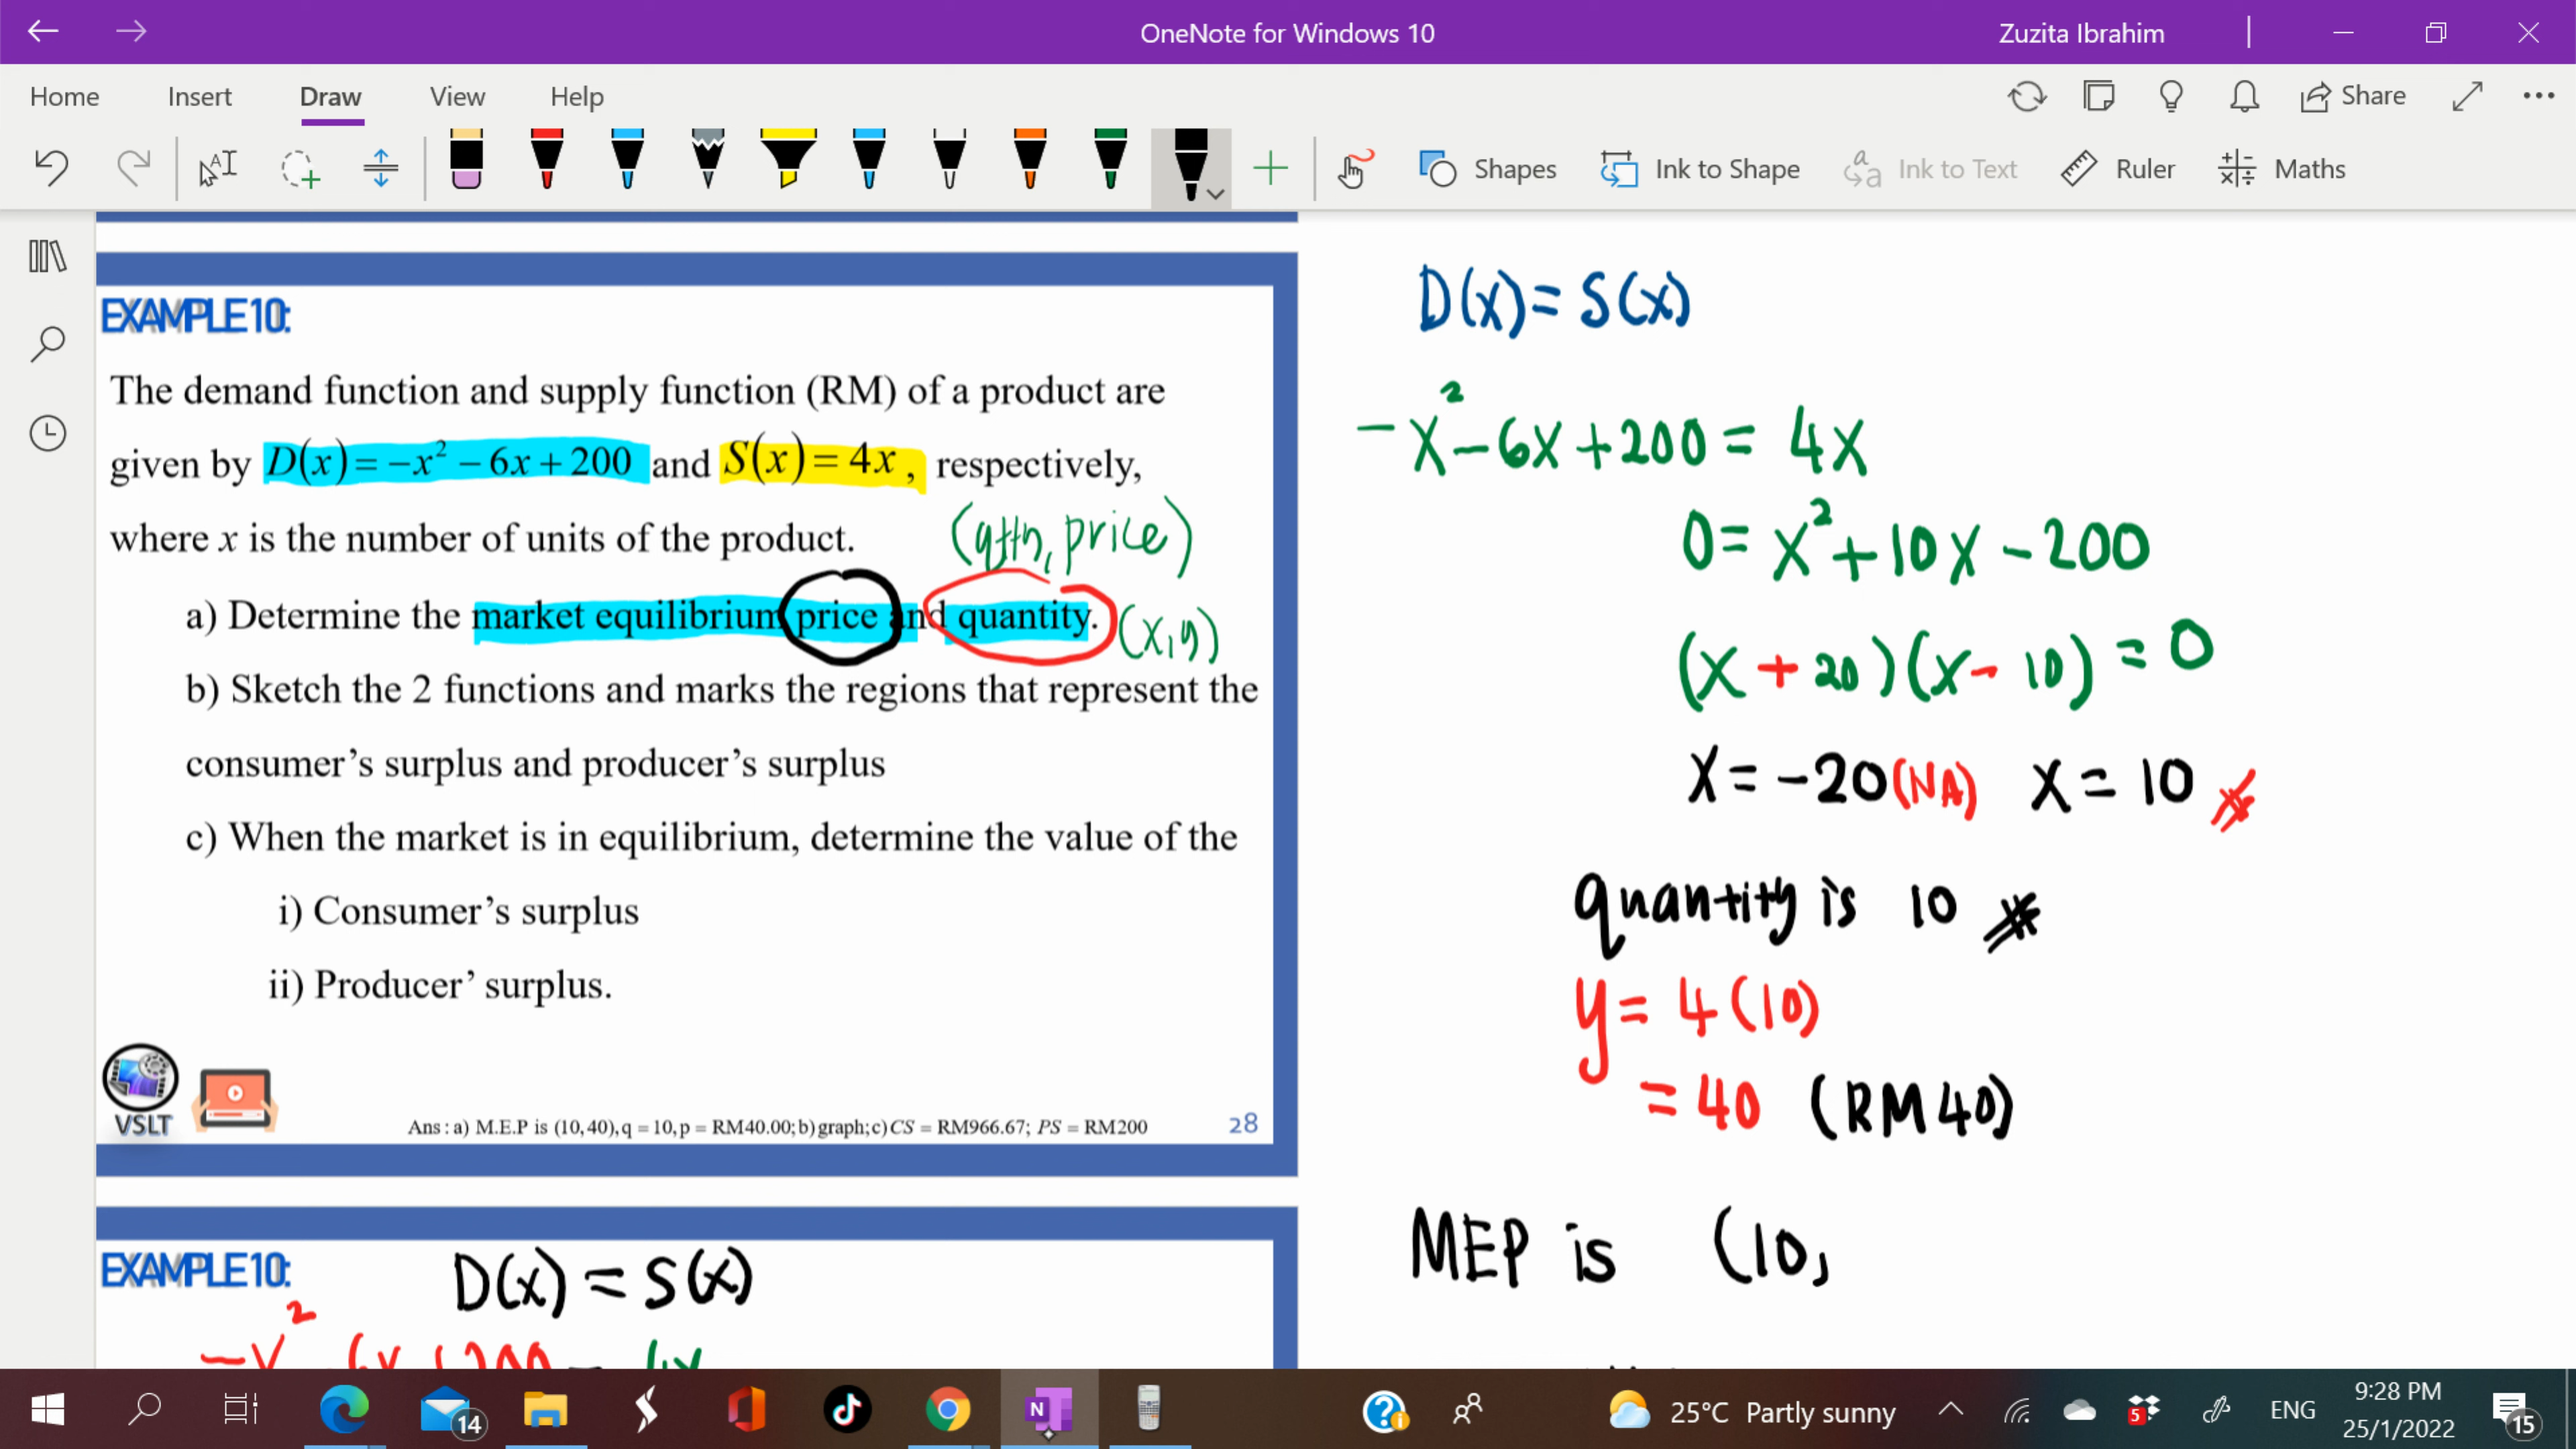 OneNote for Windows 10
Zuzita Ibrahim
Home Insert Draw View Help
Share
Shapes Ink to Shape Ink to Text Ruler Maths
EXAMPLE 10:
The demand function and supply function (RM) of a product are
given by D(x) = −x² − 6x + 200 and S(x) = 4x , respectively,
where x is the number of units of the product.
(qtty, price)
a) Determine the market equilibrium price and quantity.
(x,y)
b) Sketch the 2 functions and marks the regions that represent the
consumer’s surplus and producer’s surplus
c) When the market is in equilibrium, determine the value of the
i) Consumer’s surplus
ii) Producer’ surplus.
VSLT
Ans : a) M.E.P is (10, 40), q = 10, p = RM40.00; b) graph; c) CS = RM966.67; PS = RM200
28
EXAMPLE 10:
D(x) = S(x)
−x² − 6x + 200 = 4x
D(x) = S(x)
−x² − 6x + 200 = 4x
0 = x² + 10x − 200
(x + 20)(x − 10) = 0
x = −20 (NA) x = 10
quantity is 10
y = 4(10)
= 40 (RM40)
MEP is (10,
14
25°C Partly sunny
5
ENG
9:28 PM
25/1/2022
15